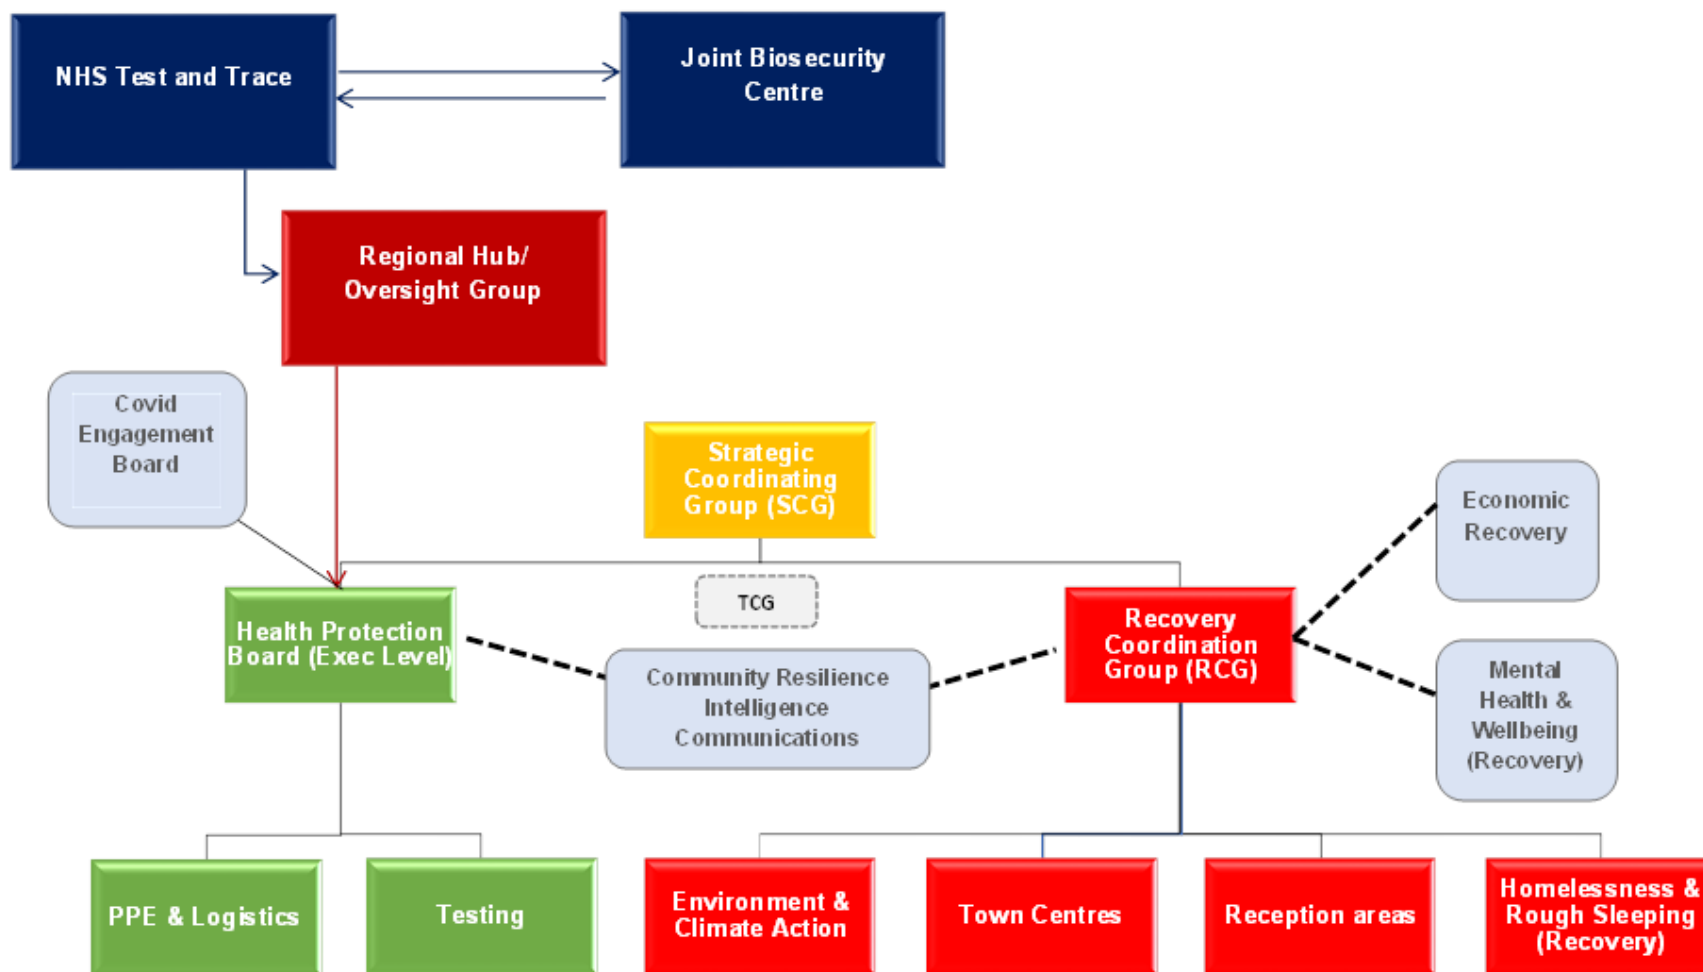 NHS Test and Trace
Joint Biosecurity
Centre
Regional Hub/
Oversight Group
Covid
Engagement
Board
Strategic
Coordinating
Group (SCG)
Economic
Recovery
TCG
Health Protection
Board (Exec Level)
Recovery
Coordination
Group (RCG)
Community Resilience
Intelligence
Communications
Mental
Health &
Wellbeing
(Recovery)
PPE & Logistics
Testing
Environment &
Climate Action
Town Centres
Reception areas
Homelessness &
Rough Sleeping
(Recovery)